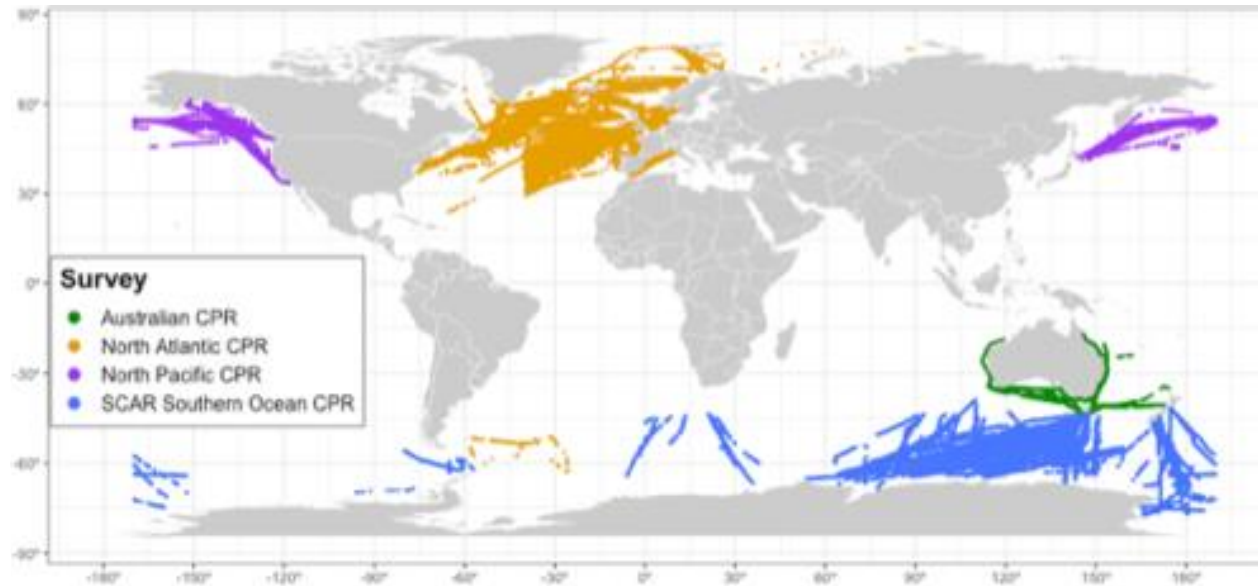 90°
60°
30°
0°
-30°
-60°
-90°
Survey
Australian CPR
North Atlantic CPR
North Pacific CPR
SCAR Southern Ocean CPR
-180° -150° -120° -90° -60° -30° 0° 30° 60° 90° 120° 150° 180°